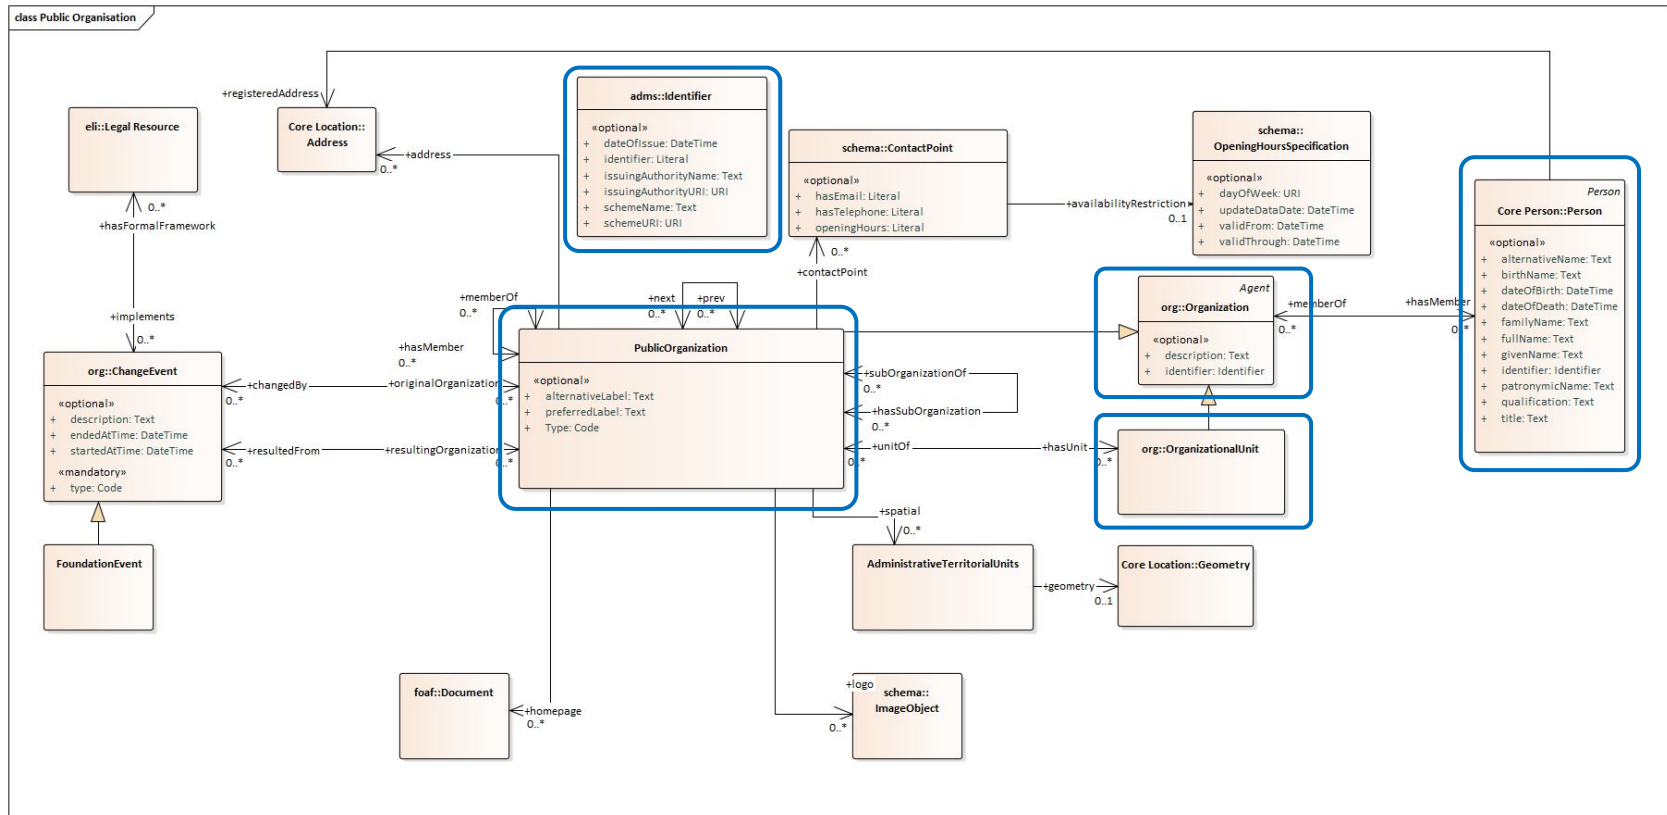 class Public Organisation
+registeredAddress
eli::Legal Resource
Core Location::
Address
+address
0..*
adms::Identifier
«optional»
+ dateOfIssue: DateTime
+ identifier: Literal
+ issuingAuthorityName: Text
+ issuingAuthorityURI: URI
+ schemeName: Text
+ schemeURI: URI
schema::ContactPoint
«optional»
+ hasEmail: Literal
+ hasTelephone: Literal
+ openingHours: Literal
+availabilityRestriction
0..1
schema::
OpeningHoursSpecification
«optional»
+ dayOfWeek: URI
+ updateDataDate: DateTime
+ validFrom: DateTime
+ validThrough: DateTime
Person
Core Person::Person
«optional»
+ alternativeName: Text
+ birthName: Text
+ dateOfBirth: DateTime
+ dateOfDeath: DateTime
+ familyName: Text
+ fullName: Text
+ givenName: Text
+ identifier: Identifier
+ patronymicName: Text
+ qualification: Text
+ title: Text
0..*
+hasFormalFramework
+implements
0..*
0..*
+contactPoint
+memberOf
0..*
+next
0..*
+prev
0..*
+hasMember
0..*
Agent
org::Organization
«optional»
+ description: Text
+ identifier: Identifier
+memberOf
0..*
+hasMember
0..*
org::ChangeEvent
«optional»
+ description: Text
+ endedAtTime: DateTime
+ startedAtTime: DateTime
«mandatory»
+ type: Code
+changedBy
0..*
+originalOrganization
0..*
+resultedFrom
0..*
+resultingOrganization
0..*
PublicOrganization
«optional»
+ alternativeLabel: Text
+ preferredLabel: Text
+ Type: Code
+subOrganizationOf
0..*
+hasSubOrganization
0..*
+unitOf
0..*
+hasUnit
0..*
org::OrganizationalUnit
+spatial
0..*
FoundationEvent
AdministrativeTerritorialUnits
+geometry
0..1
Core Location::Geometry
foaf::Document
+homepage
0..*
+logo
0..*
schema::
ImageObject